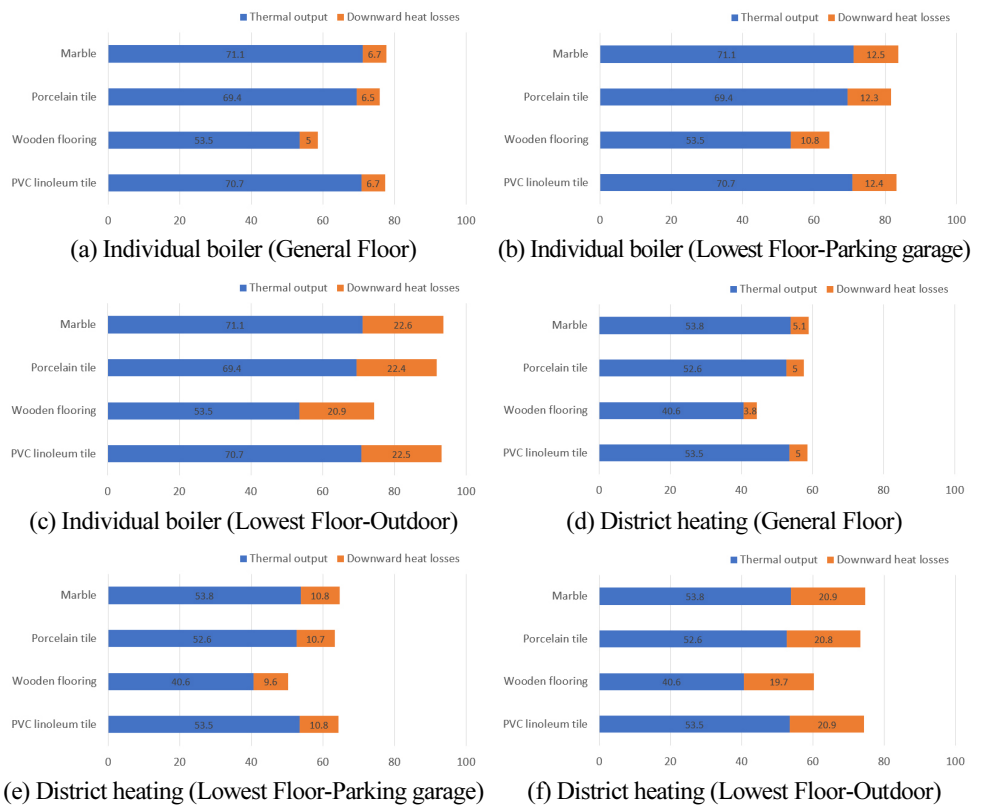 Thermal output Downward heat losses
Marble 71.1 6.7
Porcelain tile 69.4 6.5
Wooden flooring 53.5 5
PVC linoleum tile 70.7 6.7
0 20 40 60 80 100
(a) Individual boiler (General Floor)
Thermal output Downward heat losses
Marble 71.1 12.5
Porcelain tile 69.4 12.3
Wooden flooring 53.5 10.8
PVC linoleum tile 70.7 12.4
0 20 40 60 80 100
(b) Individual boiler (Lowest Floor-Parking garage)
Thermal output Downward heat losses
Marble 71.1 22.6
Porcelain tile 69.4 22.4
Wooden flooring 53.5 20.9
PVC linoleum tile 70.7 22.5
0 20 40 60 80 100
(c) Individual boiler (Lowest Floor-Outdoor)
Thermal output Downward heat losses
Marble 53.8 5.1
Porcelain tile 52.6 5
Wooden flooring 40.6 3.8
PVC linoleum tile 53.5 5
0 20 40 60 80 100
(d) District heating (General Floor)
Thermal output Downward heat losses
Marble 53.8 10.8
Porcelain tile 52.6 10.7
Wooden flooring 40.6 9.6
PVC linoleum tile 53.5 10.8
0 20 40 60 80 100
(e) District heating (Lowest Floor-Parking garage)
Thermal output Downward heat losses
Marble 53.8 20.9
Porcelain tile 52.6 20.8
Wooden flooring 40.6 19.7
PVC linoleum tile 53.5 20.9
0 20 40 60 80 100
(f) District heating (Lowest Floor-Outdoor)